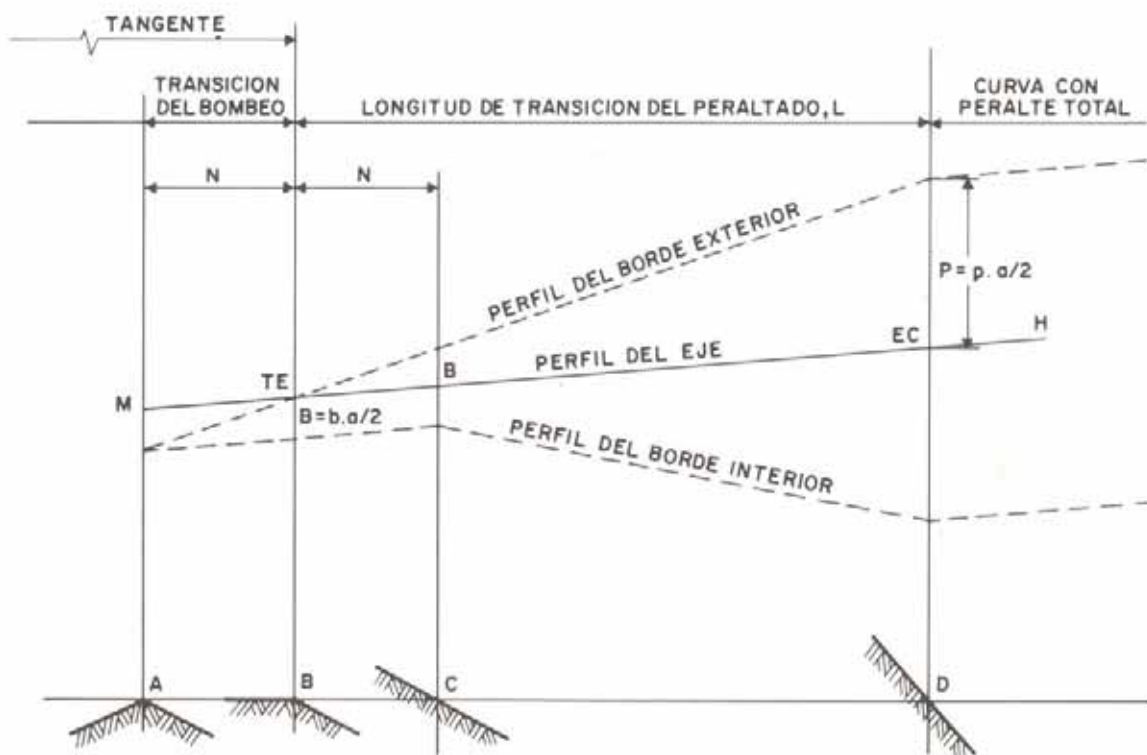 TANGENTE
TRANSICION
DEL BOMBEO
LONGITUD DE TRANSICION DEL PERALTADO, L
CURVA CON
PERALTE TOTAL
N
N
PERFIL DEL BORDE EXTERIOR
P = p. a/2
H
EC
PERFIL DEL EJE
B
TE
M
B = b.a/2
PERFIL DEL BORDE INTERIOR
A
B
C
D